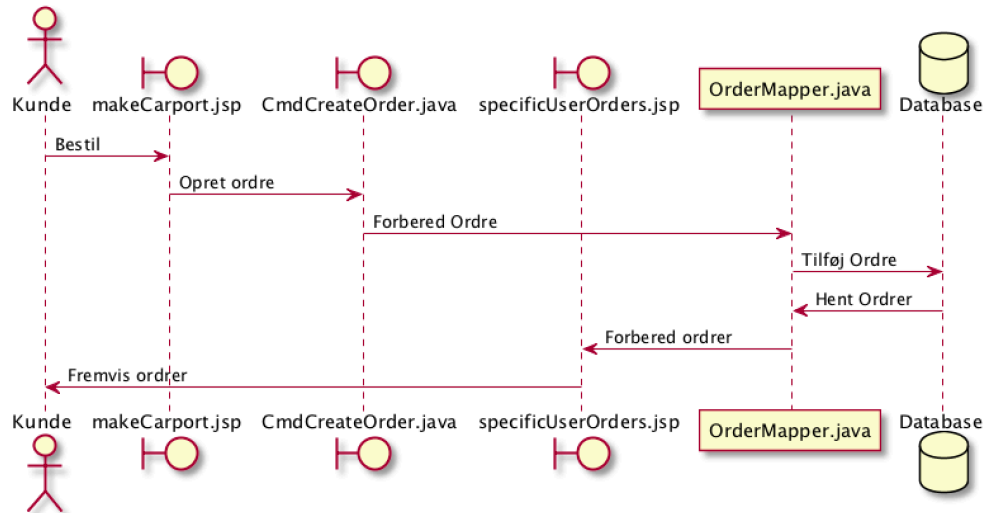 Kunde makeCarport.jsp CmdCreateOrder.java specificUserOrders.jsp OrderMapper.java Database
Bestil
Opret ordre
Forbered Ordre
Tilføj Ordre
Hent Ordrer
Forbered ordrer
Fremvis ordrer
Kunde makeCarport.jsp CmdCreateOrder.java specificUserOrders.jsp OrderMapper.java Database